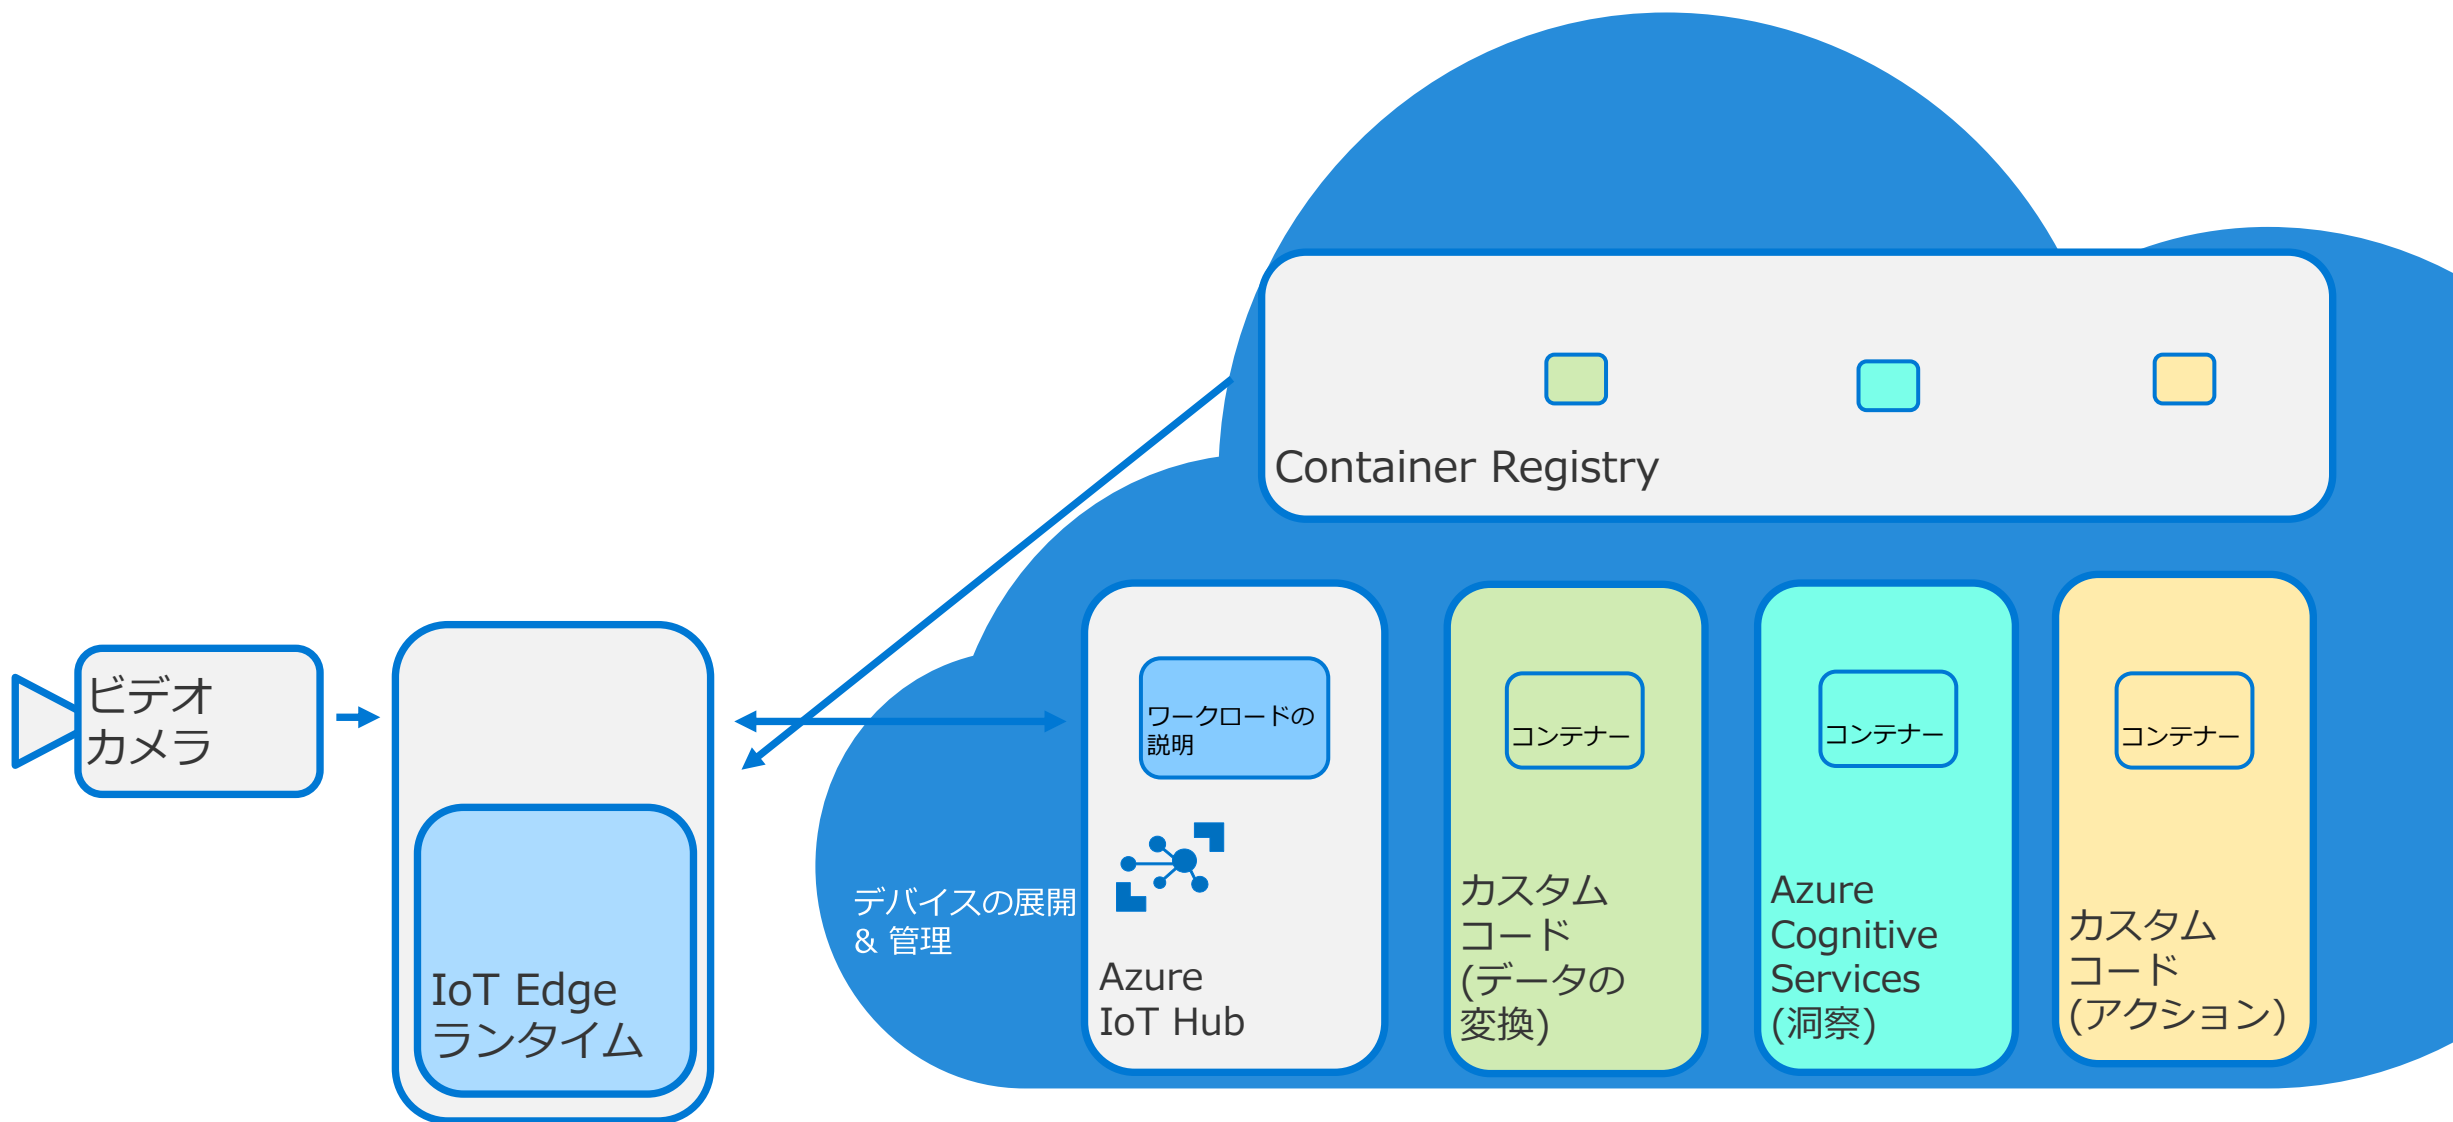 Container Registry
ビデオ
カメラ
IoT Edge
ランタイム
デバイスの展開
& 管理
ワークロードの
説明
Azure
IoT Hub
コンテナー
カスタム
コード
(データの
変換)
コンテナー
Azure
Cognitive
Services
(洞察)
コンテナー
カスタム
コード
(アクション)